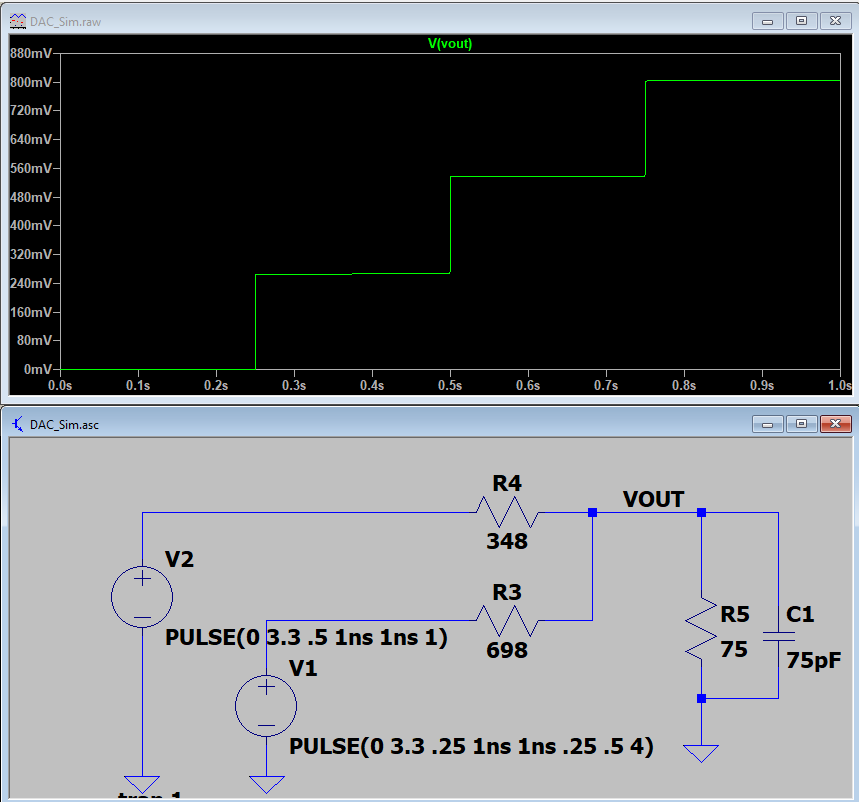 DAC_Sim.raw
V(vout)
880mV
800mV
720mV
640mV
560mV
480mV
400mV
320mV
240mV
160mV
80mV
0mV
0.0s 0.1s 0.2s 0.3s 0.4s 0.5s 0.6s 0.7s 0.8s 0.9s 1.0s
DAC_Sim.asc
R4
VOUT
348
V2
R3
R5
C1
PULSE(0 3.3 .5 1ns 1ns 1)
698
75
75pF
V1
PULSE(0 3.3 .25 1ns 1ns .25 .5 4)